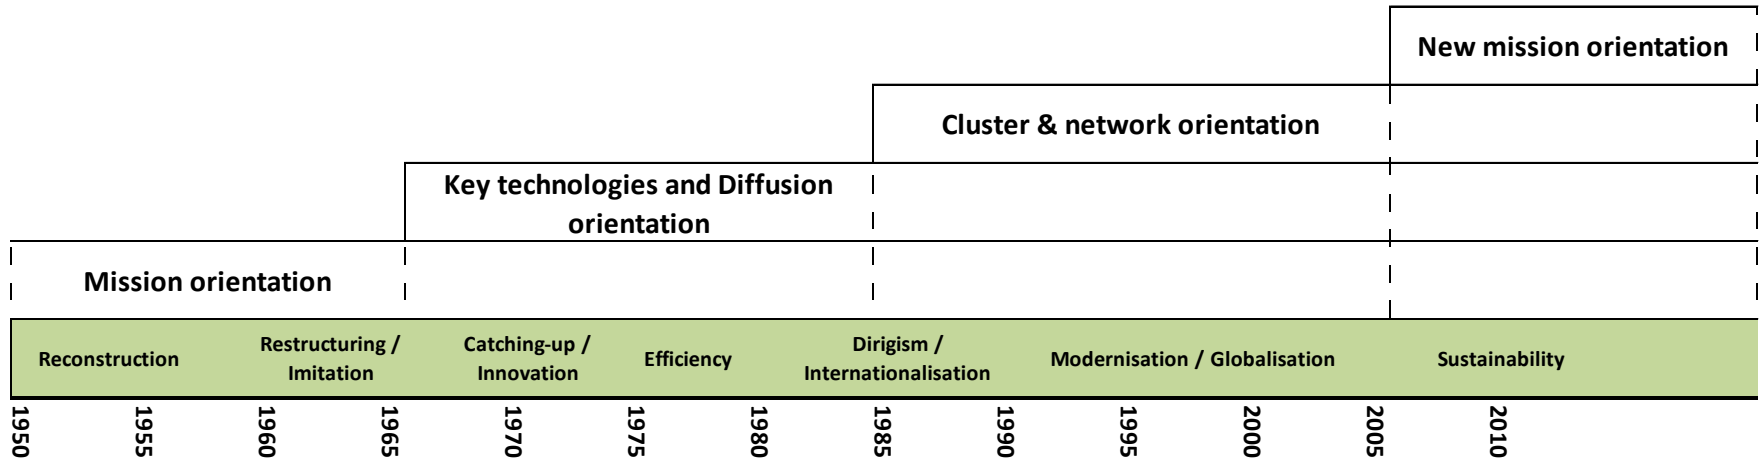 New mission orientation
Cluster & network orientation
Key technologies and Diffusion
orientation
Mission orientation
Reconstruction
Restructuring /
Imitation
Catching-up /
Innovation
Efficiency
Dirigism /
Internationalisation
Modernisation / Globalisation
Sustainability
1950
1955
1960
1965
1970
1975
1980
1985
1990
1995
2000
2005
2010